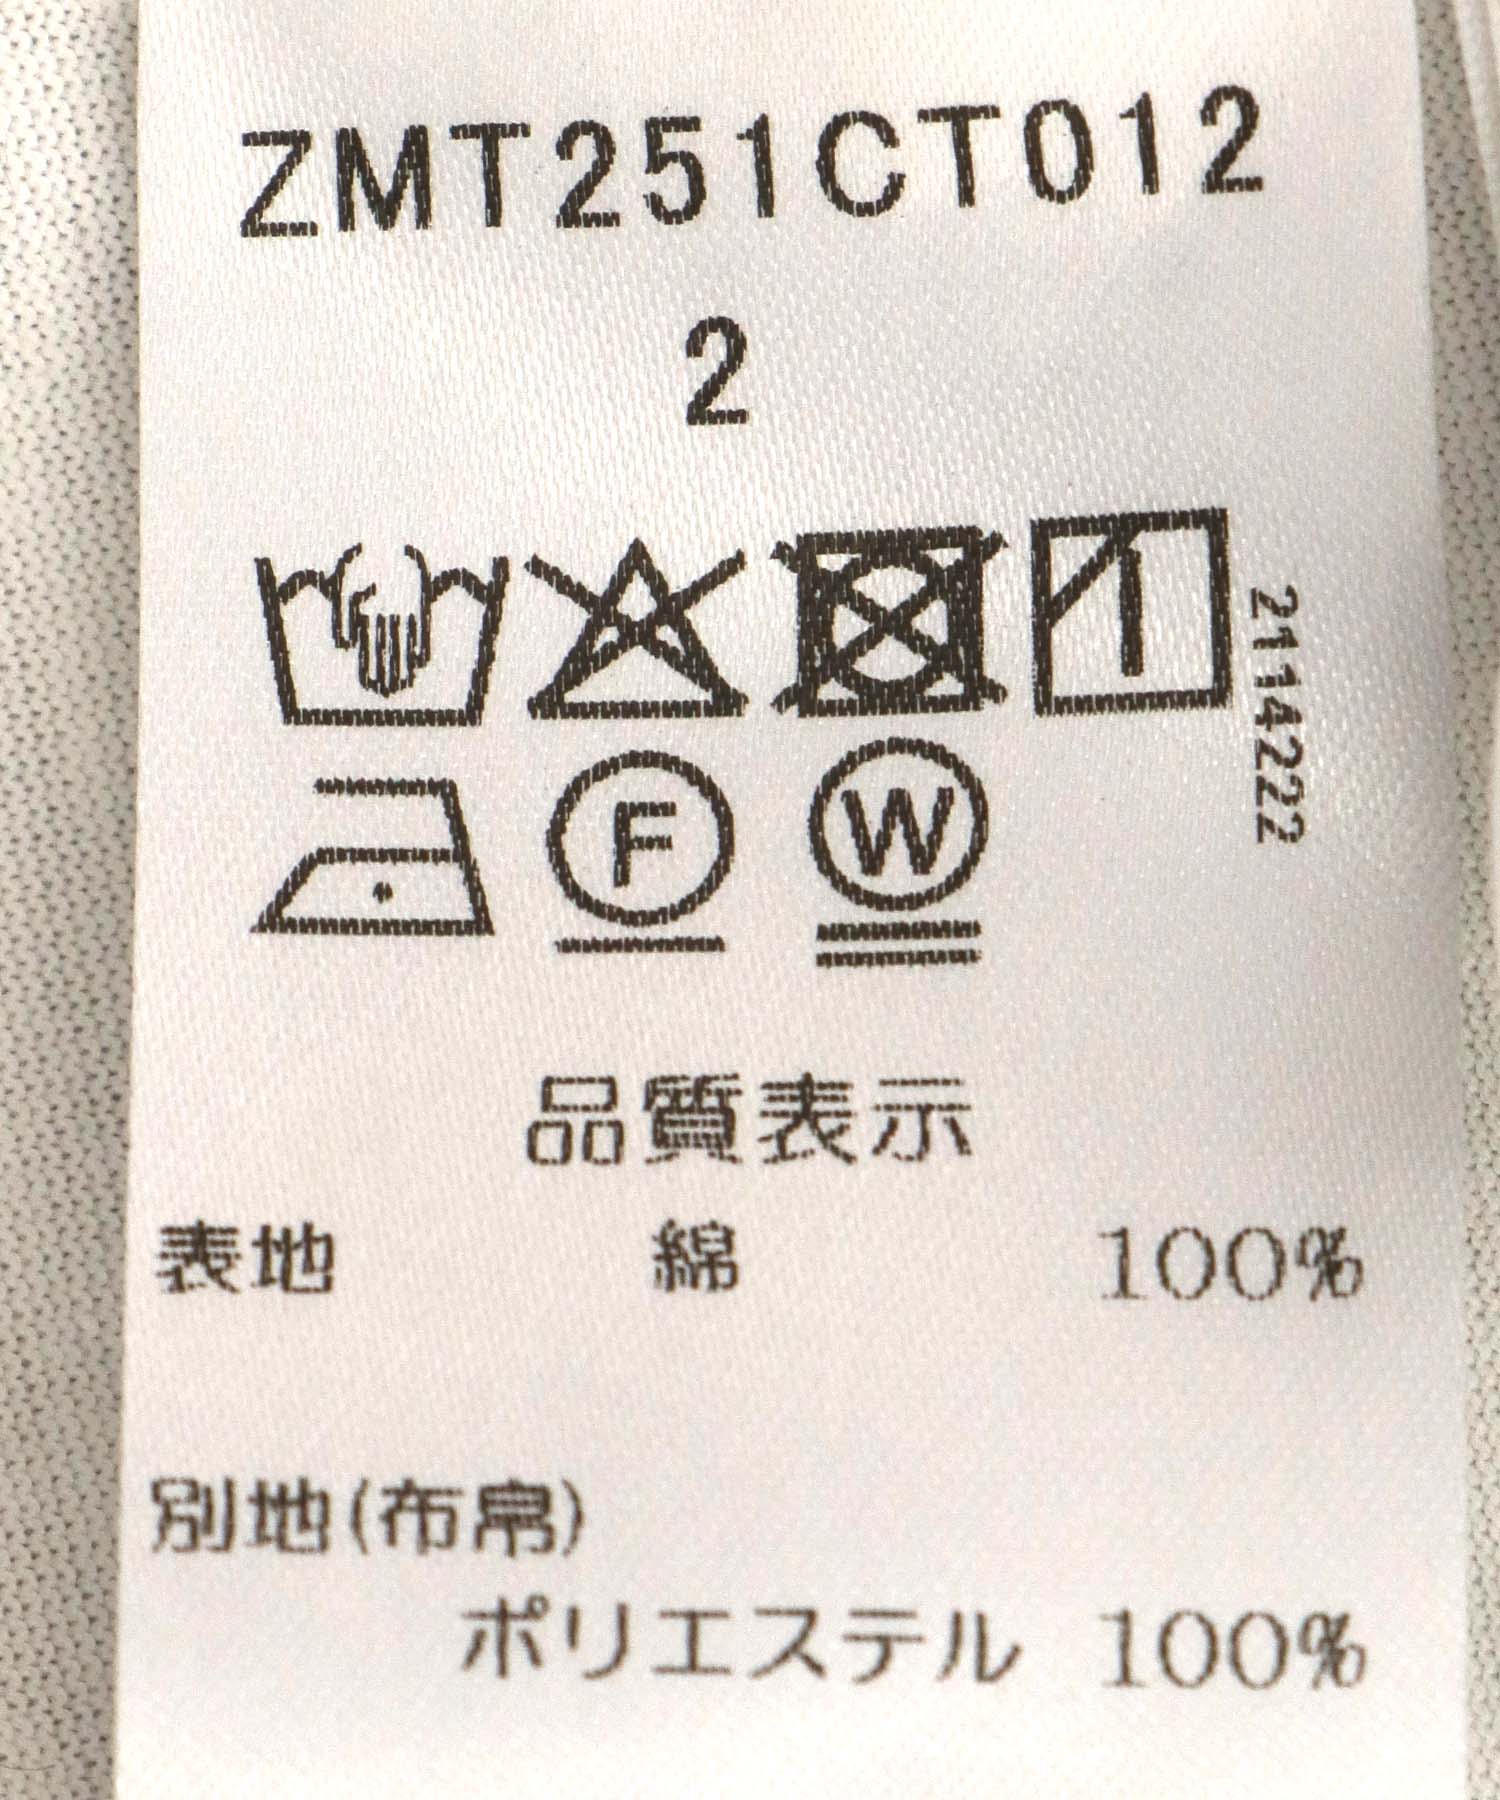 ZMT251CT012
2
2114222
F
W
品質表示
表地 綿 100%
別地(布帛)
ポリエステル 100%